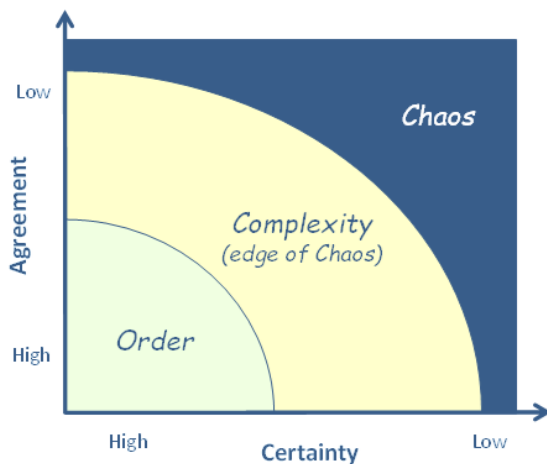 Low
Chaos
Agreement
Complexity
(edge of Chaos)
Order
High
High
Certainty
Low